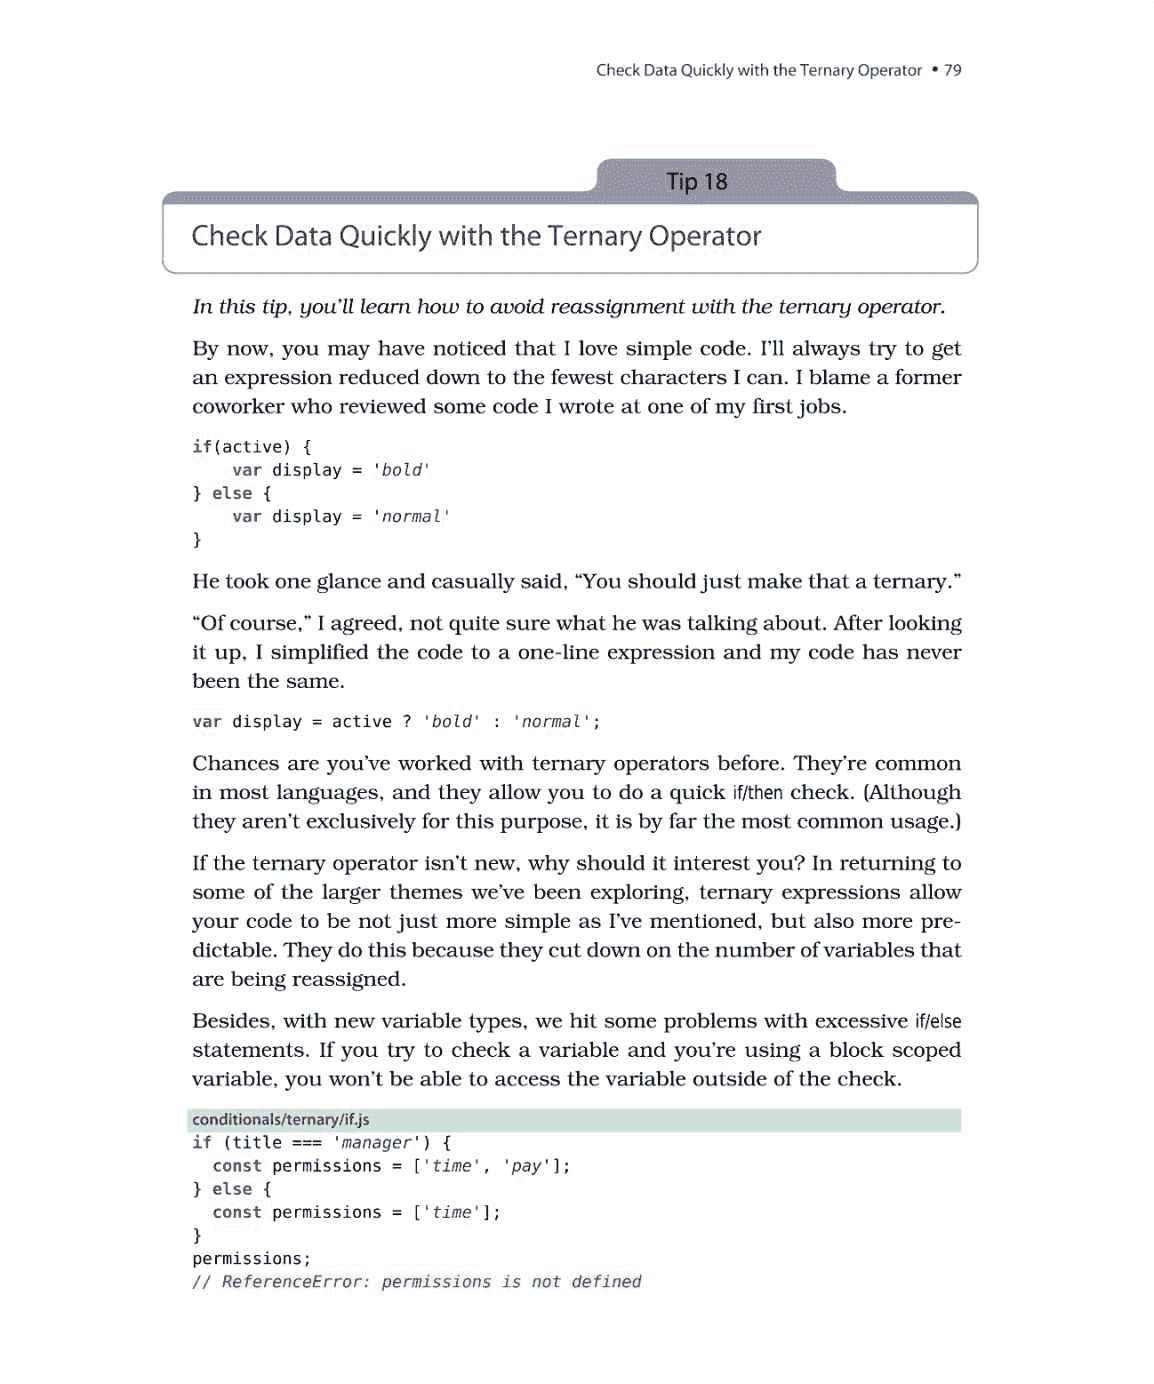 Check Data Quickly with the Ternary Operator • 79
Tip 18
Check Data Quickly with the Ternary Operator
In this tip, you'll learn how to avoid reassignment with the ternary operator.
By now, you may have noticed that I love simple code. I'll always try to get
an expression reduced down to the fewest characters I can. I blame a former
coworker who reviewed some code I wrote at one of my first jobs.
if(active) {
    var display = 'bold'
} else {
    var display = 'normal'
}
He took one glance and casually said, “You should just make that a ternary.”
“Of course,” I agreed, not quite sure what he was talking about. After looking
it up, I simplified the code to a one-line expression and my code has never
been the same.
var display = active ? 'bold' : 'normal';
Chances are you've worked with ternary operators before. They're common
in most languages, and they allow you to do a quick if/then check. (Although
they aren't exclusively for this purpose, it is by far the most common usage.)
If the ternary operator isn't new, why should it interest you? In returning to
some of the larger themes we've been exploring, ternary expressions allow
your code to be not just more simple as I've mentioned, but also more pre-
dictable. They do this because they cut down on the number of variables that
are being reassigned.
Besides, with new variable types, we hit some problems with excessive if/else
statements. If you try to check a variable and you're using a block scoped
variable, you won't be able to access the variable outside of the check.
conditionals/ternary/if.js
if (title === 'manager') {
  const permissions = ['time', 'pay'];
} else {
  const permissions = ['time'];
}
permissions;
// ReferenceError: permissions is not defined